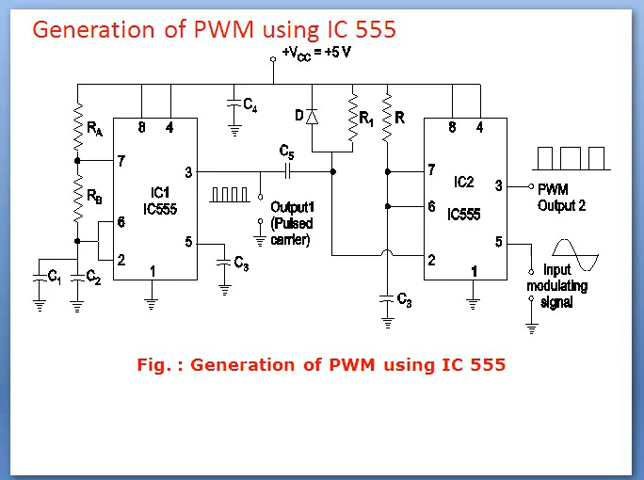 Generation of PWM using IC 555
+VCC = +5 V
C4
D
R1
R
RA
8 4
8 4
C5
7
3
7
IC1
IC555
IC2
IC555
3
PWM
Output 2
RB
Output1
(Pulsed
carrier)
6
6
5
5
C3
2
2
C1
C2
1
1
C3
Input
modulating
signal
Fig. : Generation of PWM using IC 555